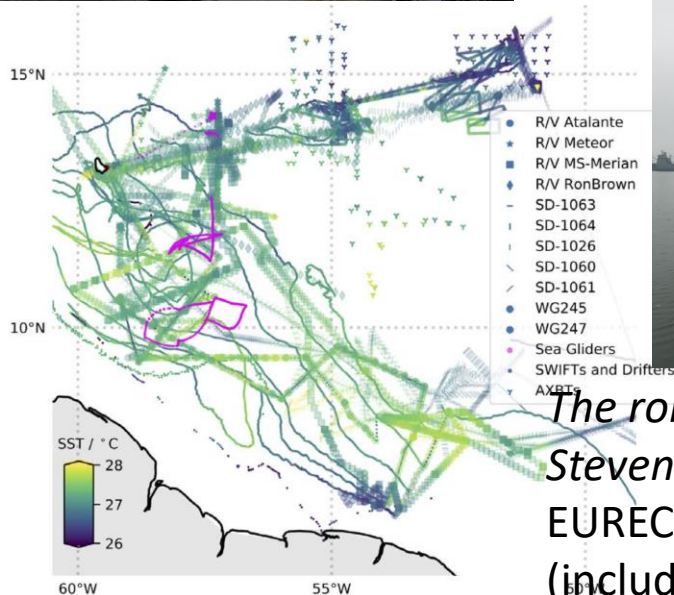 15°N
R/V Atalante
R/V Meteor
R/V MS-Merian
R/V RonBrown
SD-1063
SD-1064
SD-1026
SD-1060
SD-1061
WG245
WG247
Sea Gliders
SWIFTs and Drifters
AXBTs
10°N
SST / °C
28
27
26
60°W
55°W
50°W
The
Steven
EUREC
(includ